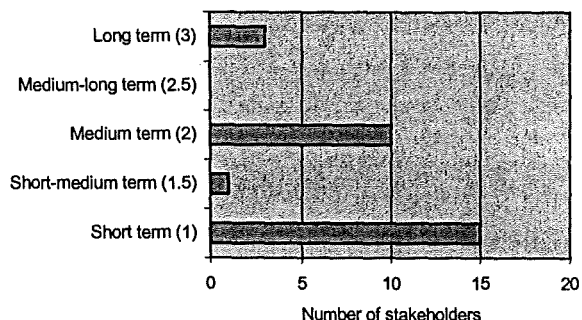 Long term (3)
Medium-long term (2.5)
Medium term (2)
Short-medium term (1.5)
Short term (1)
0 5 10 15 20
Number of stakeholders